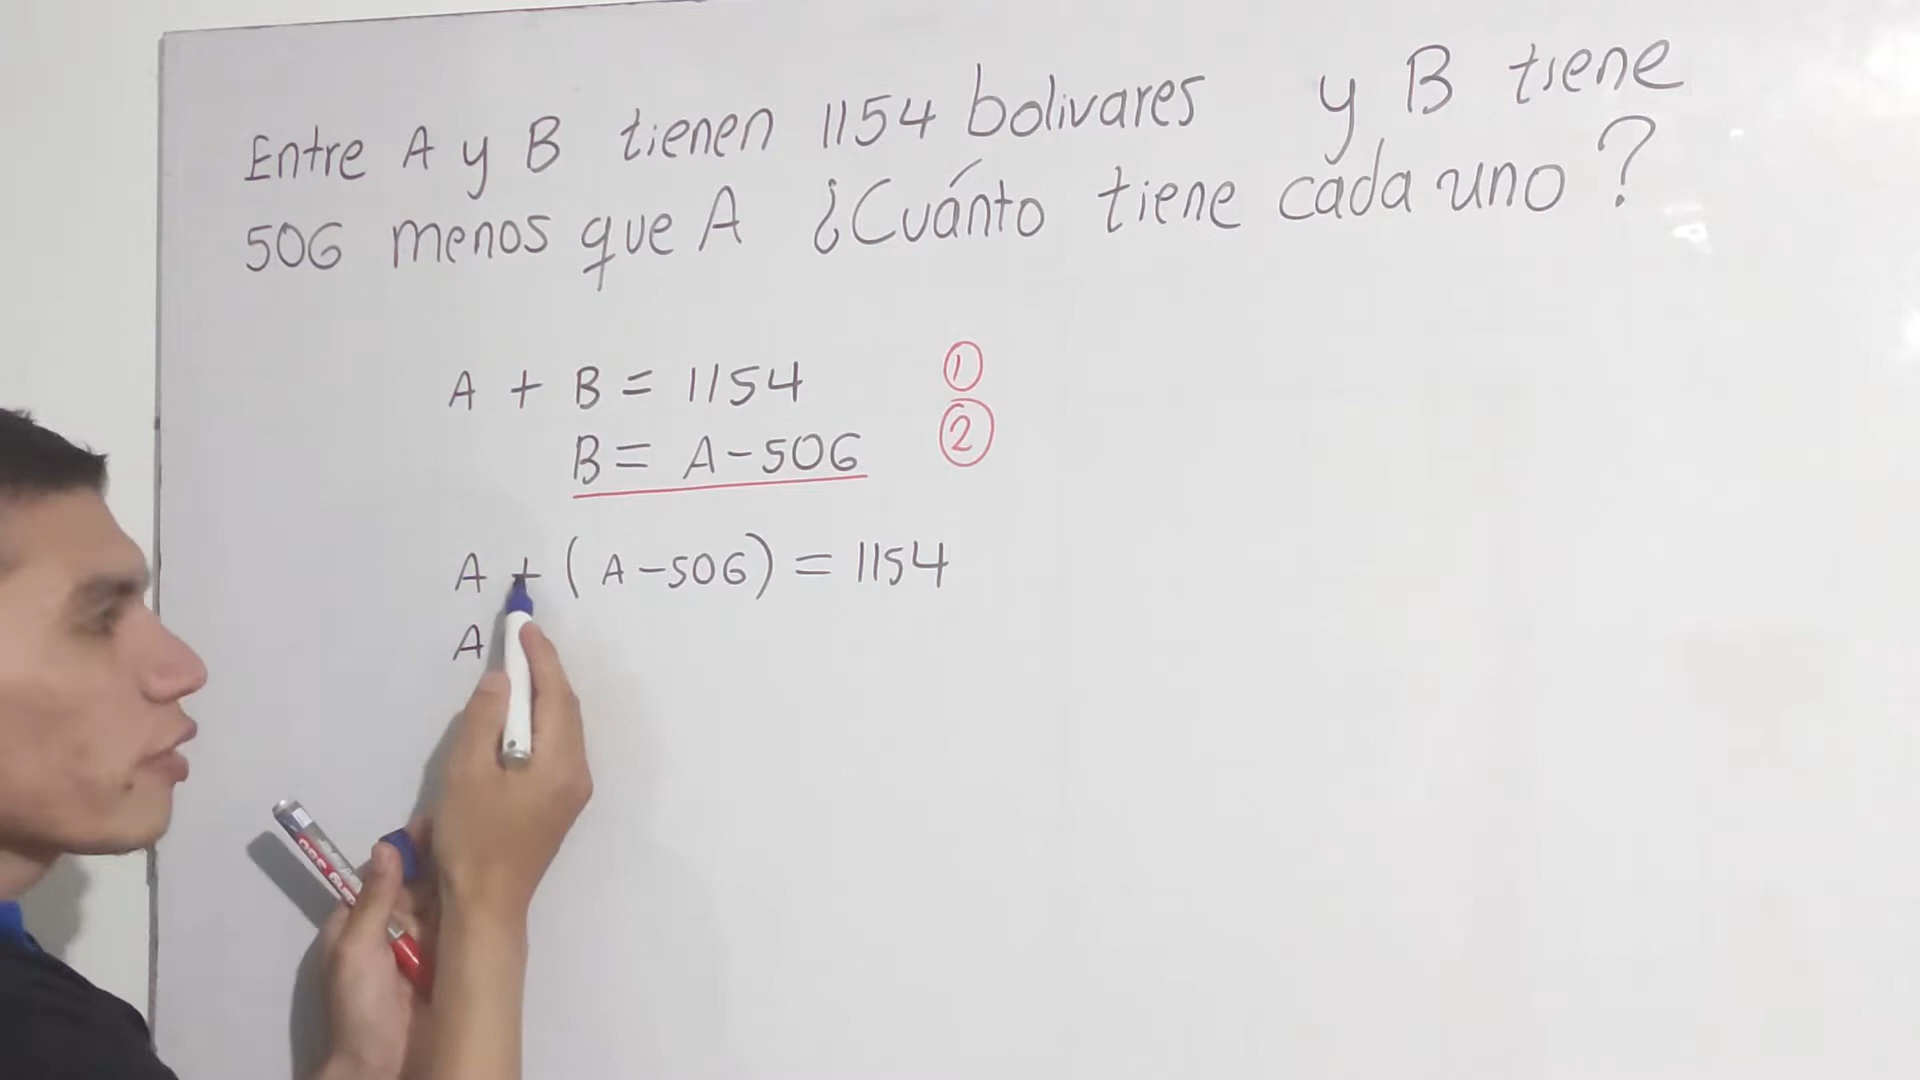 Entre A y B tienen 1154 bolivares y B tiene
506 menos que A ¿Cuánto tiene cada uno?
A + B = 1154 ①
B = A - 506 ②
A + (A - 506) = 1154
A